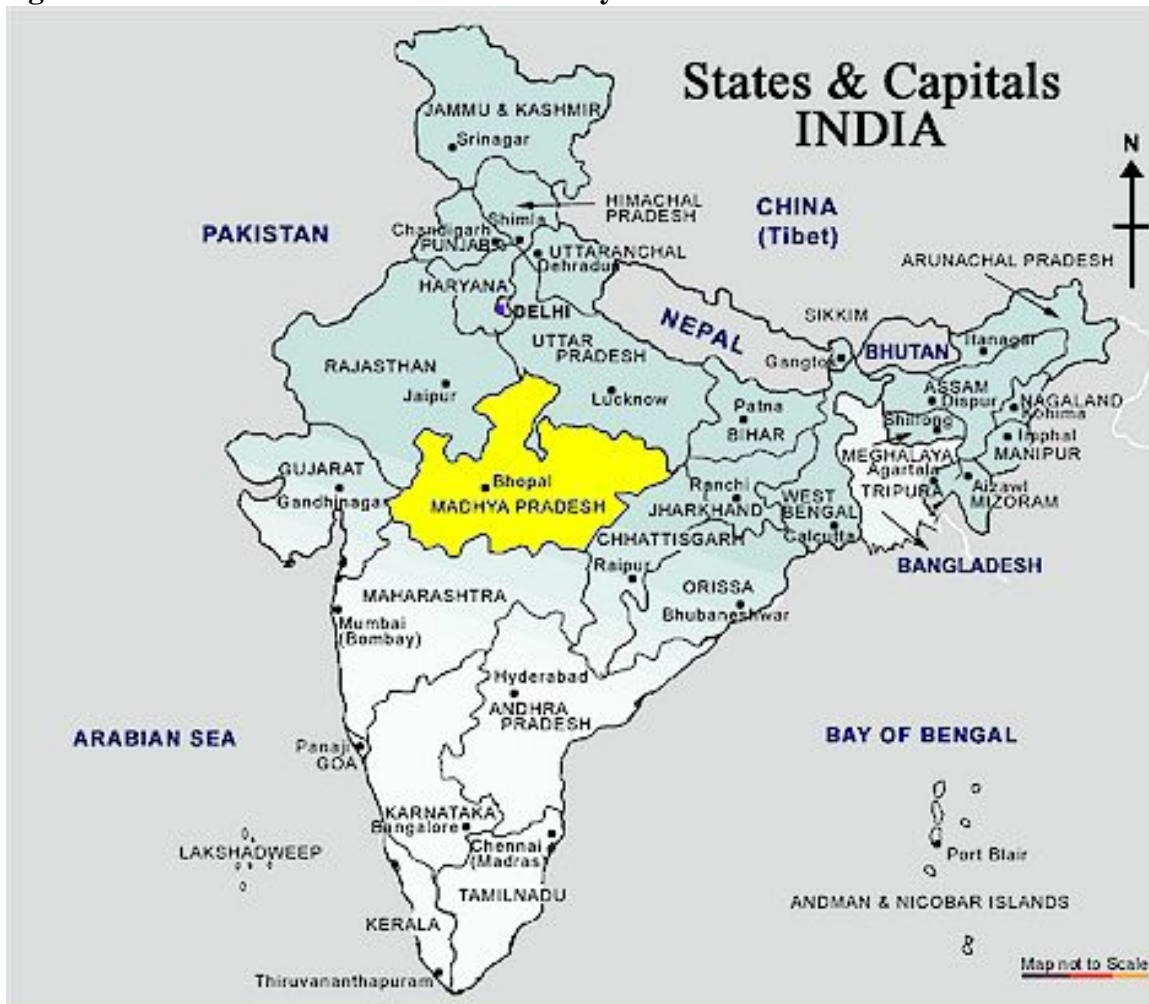 States & Capitals
INDIA
N
JAMMU & KASHMIR
Srinagar
HIMACHAL
PRADESH
CHINA
(Tibet)
PAKISTAN
Shimla
Chandigarh
PUNJAB
UTTARANCHAL
Dehradun
ARUNACHAL PRADESH
HARYANA
DELHI
NEPAL
SIKKIM
UTTAR
PRADESH
BHUTAN
Itanagar
Gangtok
RAJASTHAN
Jaipur
Lucknow
ASSAM
Dispur
NAGALAND
Kohima
Patna
BIHAR
Shillong
Imphal
MANIPUR
MEGHALAYA
Agartala
TRIPURA
GUJARAT
Gandhinagar
Bhopal
MADHYA PRADESH
Ranchi
JHARKHAND
WEST
BENGAL
Calcutta
Aizawl
MIZORAM
CHHATTISGARH
Raipur
BANGLADESH
ORISSA
Bhubaneshwar
MAHARASHTRA
Mumbai
(Bombay)
Hyderabad
ANDHRA
PRADESH
ARABIAN SEA
BAY OF BENGAL
Panaji
GOA
KARNATAKA
Bangalore
Chennai
(Madras)
LAKSHADWEEP
Port Blair
TAMILNADU
ANDMAN & NICOBAR ISLANDS
KERALA
Thiruvananthapuram
Map not to Scale